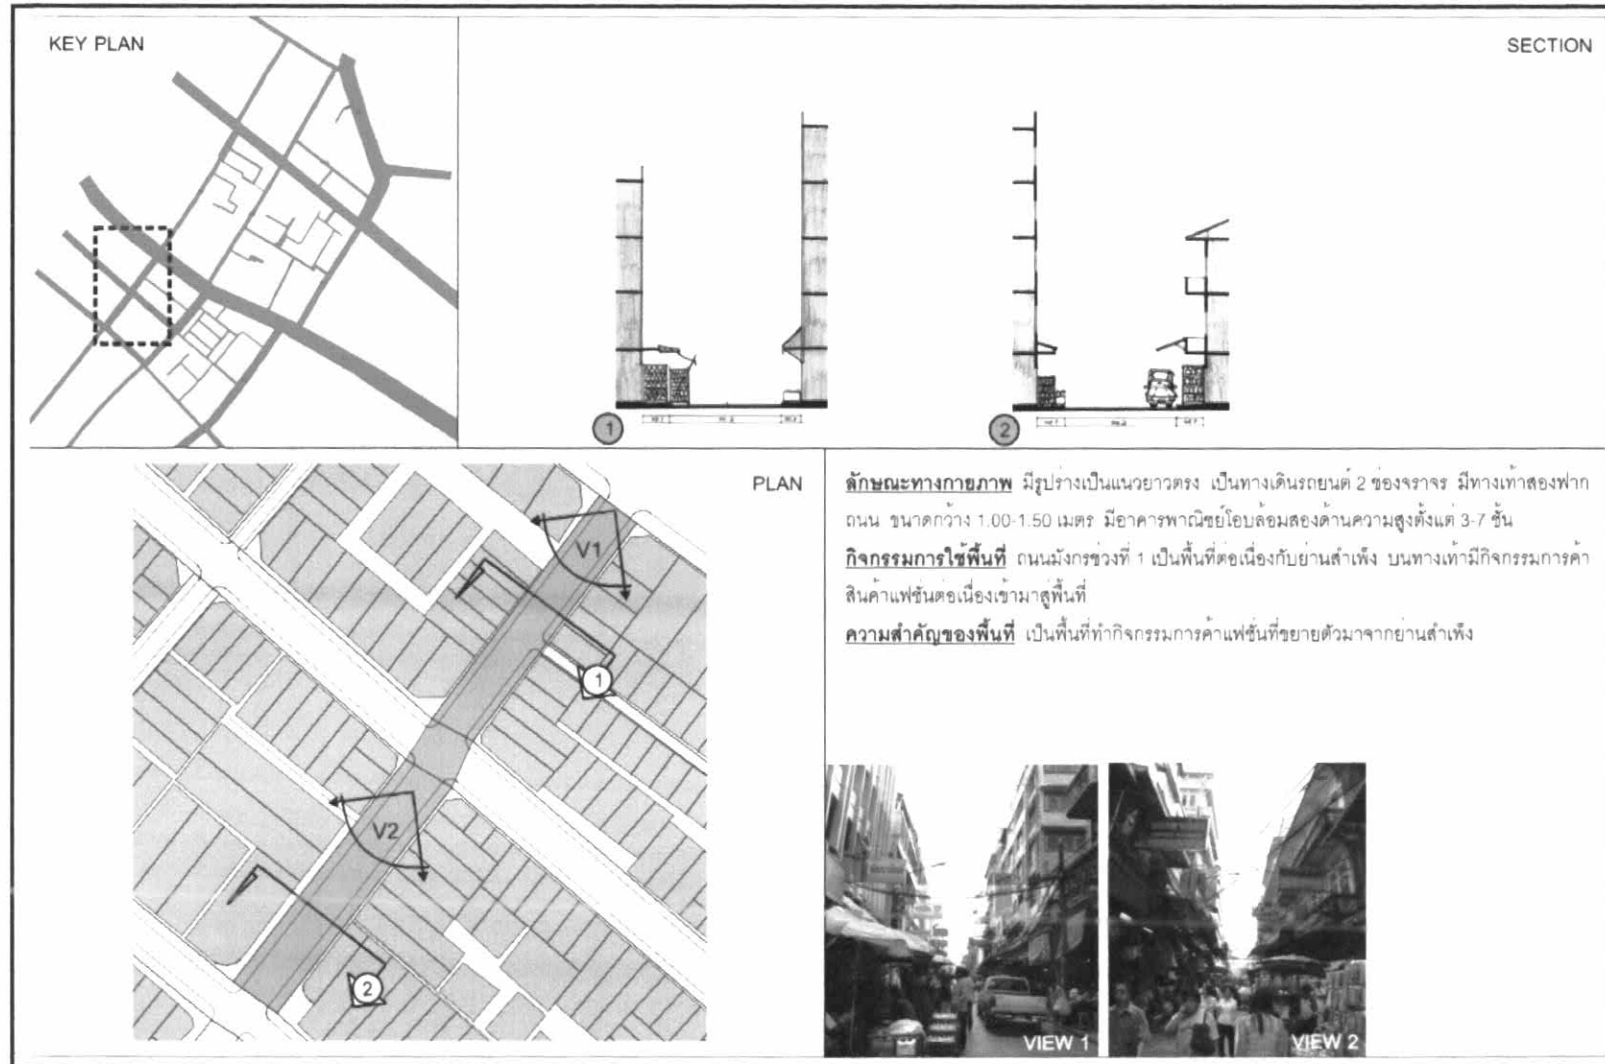 KEY PLAN
SECTION
1
2
PLAN
V1
1
V2
2
ลักษณะทางกายภาพ มีรูปร่างเป็นแนวยาวตรง เป็นทางเดินรถยนต์ 2 ช่องจราจร มีทางเท้าสองฟาก
ถนน ขนาดกว้าง 1.00-1.50 เมตร มีอาคารพาณิชย์โอบล้อมสองด้านความสูงตั้งแต่ 3-7 ชั้น
กิจกรรมการใช้พื้นที่ ถนนมังกรช่วงที่ 1 เป็นพื้นที่ต่อเนื่องกับย่านสำเพ็ง บนทางเท้ามีกิจกรรมการค้า
สินค้าแฟชั่นต่อเนื่องเข้ามาสู่พื้นที่
ความสำคัญของพื้นที่ เป็นพื้นที่ทำกิจกรรมการค้าแฟชั่นที่ขยายตัวมาจากย่านสำเพ็ง
VIEW 1
VIEW 2